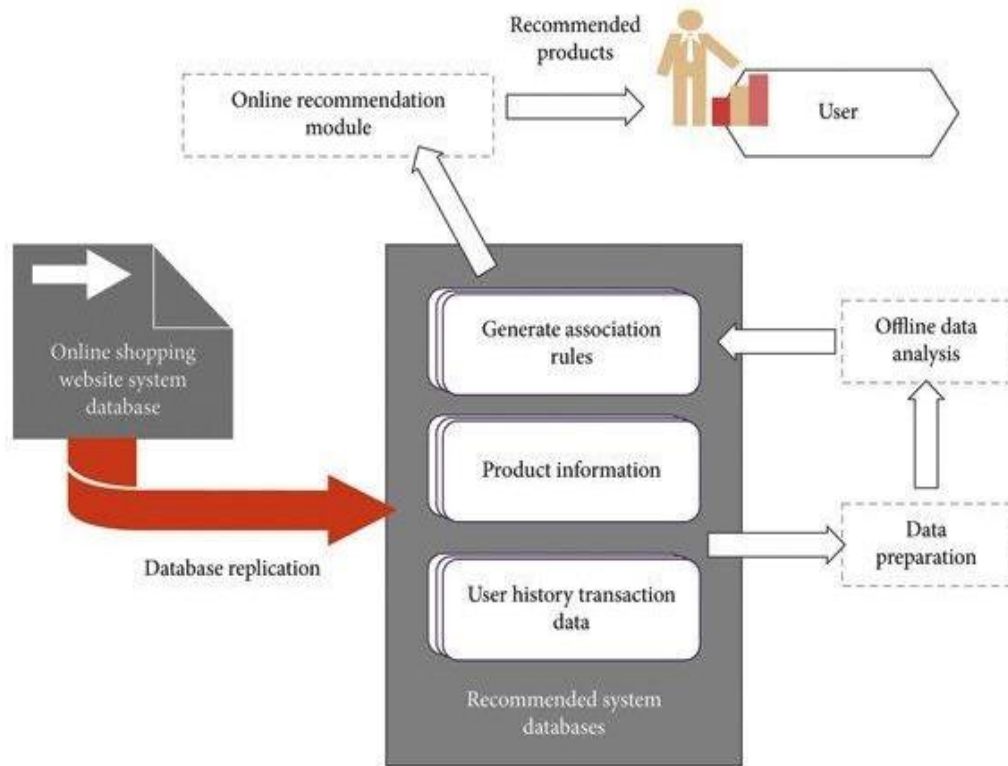 Recommended
products
Online recommendation
module
User
Online shopping
website system
database
Generate association
rules
Offline data
analysis
Product information
Data
preparation
Database replication
User history transaction
data
Recommended system
databases